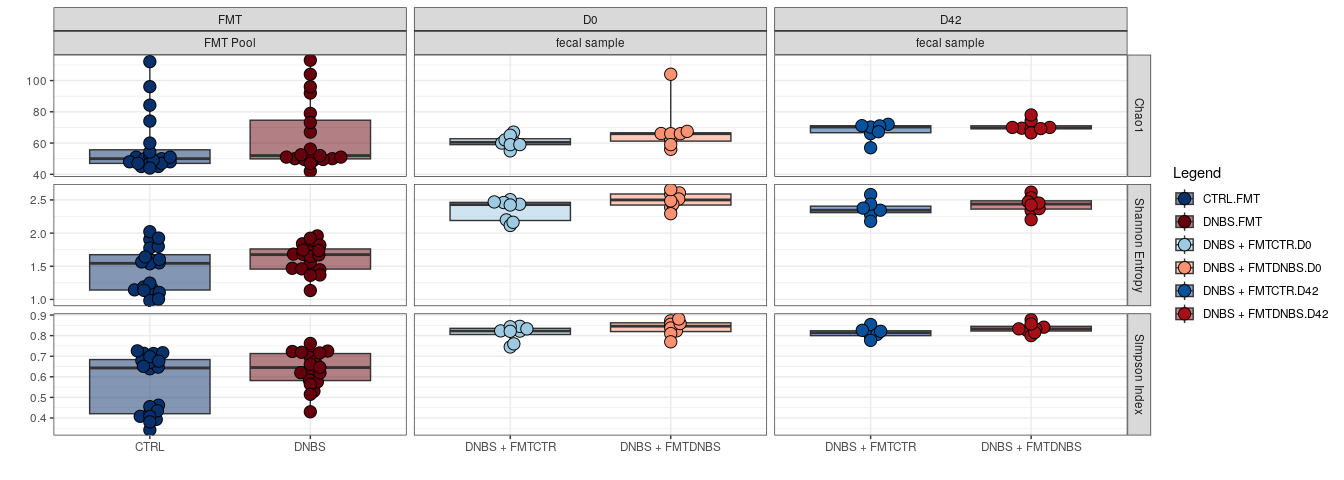 FMT D0 D42
FMT Pool fecal sample fecal sample
100
80
60
40
Chao1
2.5
2.0
1.5
1.0
Shannon Entropy
0.9
0.8
0.7
0.6
0.5
0.4
SImpson Index
CTRL DNBS DNBS + FMTCTR DNBS + FMTDNBS DNBS + FMTCTR DNBS + FMTDNBS
Legend
CTRL.FMT
DNBS.FMT
DNBS + FMTCTR.D0
DNBS + FMTDNBS.D0
DNBS + FMTCTR.D42
DNBS + FMTDNBS.D42